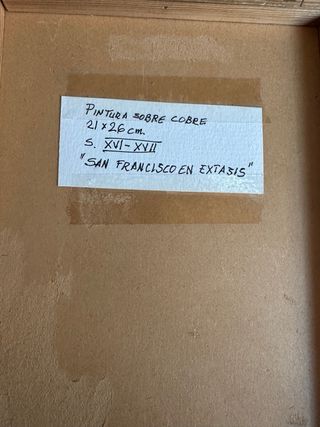 PINTURA SOBRE COBRE
21 x 26 cm.
S. XVI-XVII
"SAN FRANCISCO EN EXTASIS"